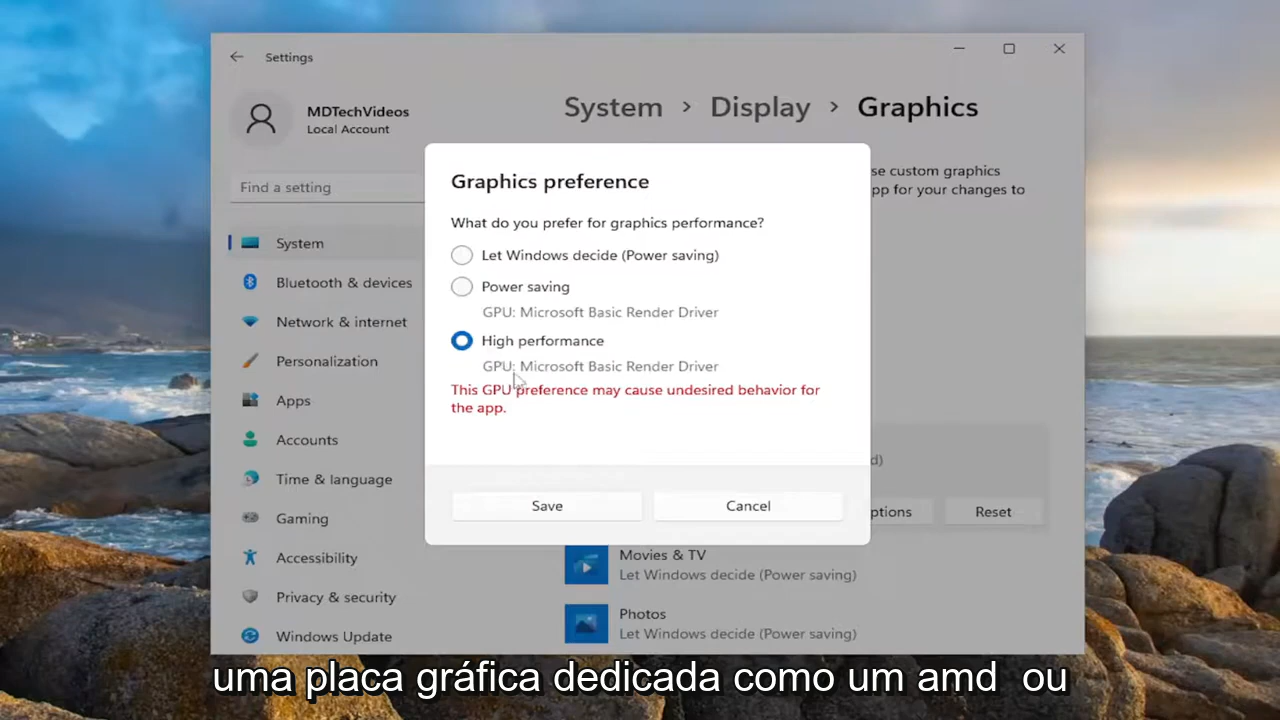 Settings
MDTechVideos
Local Account
Find a setting
System
Bluetooth & devices
Network & internet
Personalization
Apps
Accounts
Time & language
Gaming
Accessibility
Privacy & security
Windows Update
System > Display > Graphics
se custom graphics
pp for your changes to
Graphics preference
What do you prefer for graphics performance?
Let Windows decide (Power saving)
Power saving
GPU: Microsoft Basic Render Driver
High performance
GPU: Microsoft Basic Render Driver
This GPU preference may cause undesired behavior for
the app.
Save Cancel
d)
ptions Reset
Movies & TV
Let Windows decide (Power saving)
Photos
Let Windows decide (Power saving)
uma placa gráfica dedicada como um amd ou